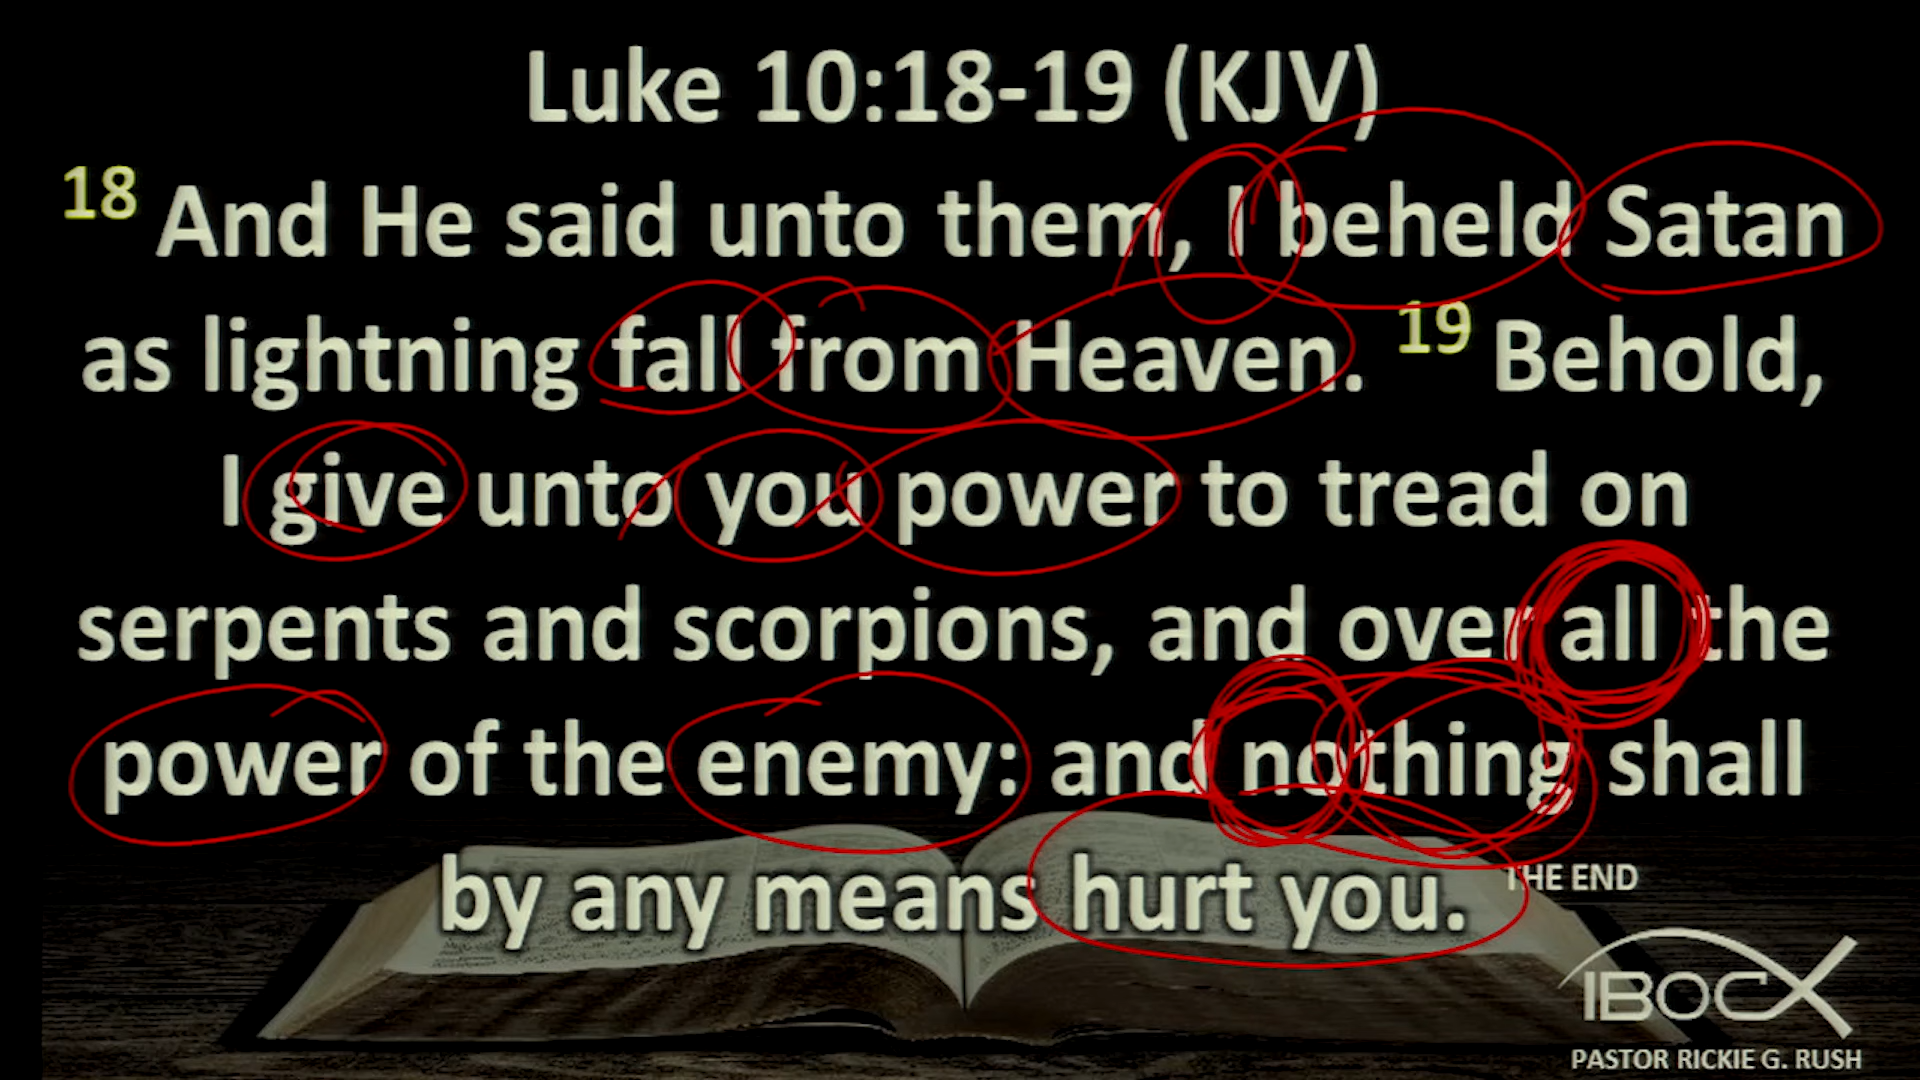 Luke 10:18-19 (KJV)
18 And He said unto them, I beheld Satan
as lightning fall from Heaven. 19 Behold,
I give unto you power to tread on
serpents and scorpions, and over all the
power of the enemy: and nothing shall
by any means hurt you.
THE END
IBOC
PASTOR RICKIE G. RUSH